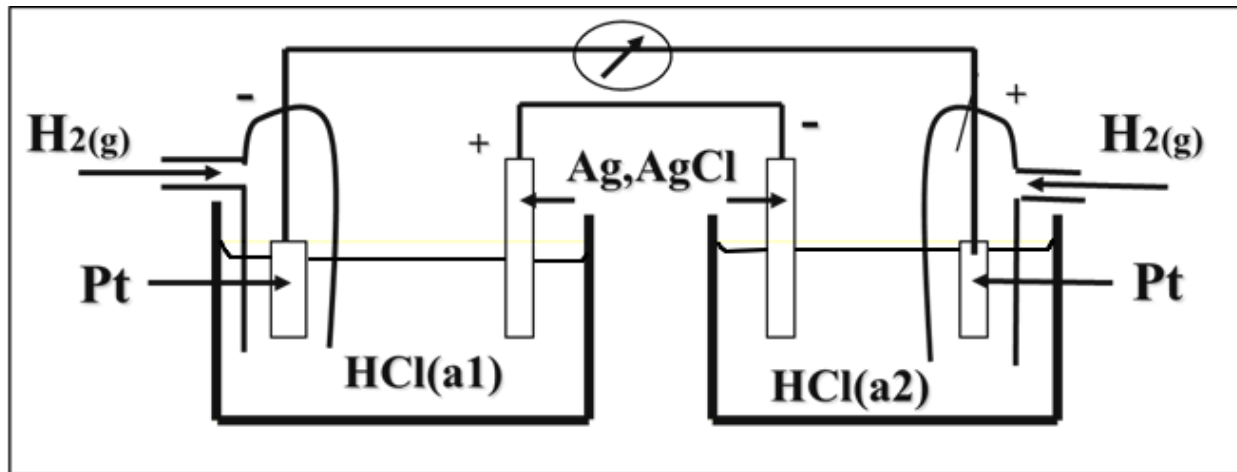 -
+
H2(g)
+
-
H2(g)
Ag,AgCl
Pt
Pt
HCl(a1)
HCl(a2)